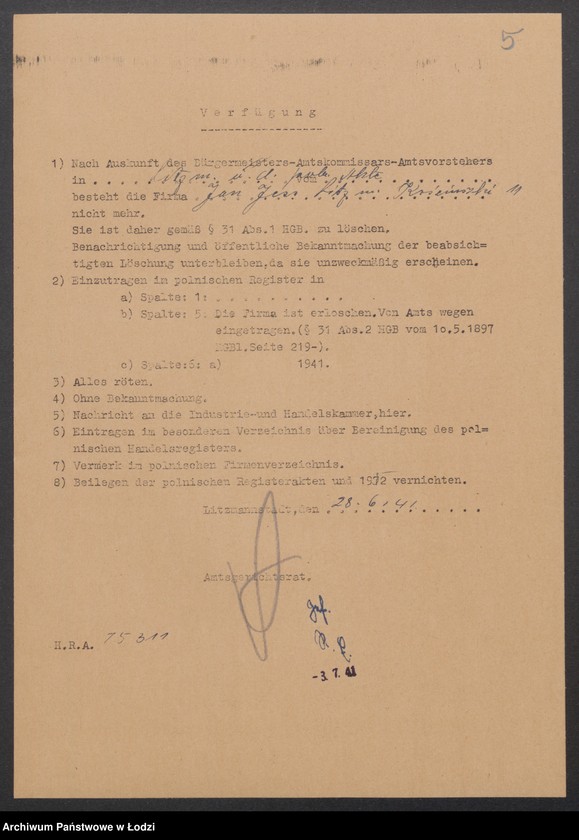 5
Verfügung
1) Nach Auskunft des Bürgermeisters-Amtskommissars-Amtsvorstehers
in . . . . Litzm. u. d. vom
besteht die Firma Jan Litzm.
nicht mehr.
Sie ist daher gemäß § 31 Abs.1 HGB. zu löschen.
Benachrichtigung und öffentliche Bekanntmachung der beabsich=
tigten Löschung unterbleiben,da sie unzweckmäßig erscheinen.
2) Einzutragen im polnischen Register in
a) Spalte: 1: . . . . . . . . . . .
b) Spalte: 5: Die Firma ist erloschen.Von Amts wegen
eingetragen.(§ 31 Abs.2 HGB vom 10.5.1897
RGBl.Seite 219-).
c) Spalte:6: a) 1941.
3) Alles röten.
4) Ohne Bekanntmachung.
5) Nachricht an die Industrie-und Handelskammer,hier.
6) Eintragen im besonderen Verzeichnis über Bereinigung des pol=
nischen Handelsregisters.
7) Vermerk im polnischen Firmenverzeichnis.
8) Beilegen der polnischen Registerakten und 1972 vernichten.
Litzmannstadt,den 28.6.41.
Amtsgerichtsrat.
Gef.
H.R.A. 15311
-3.7.41
Archiwum Państwowe w Łodzi